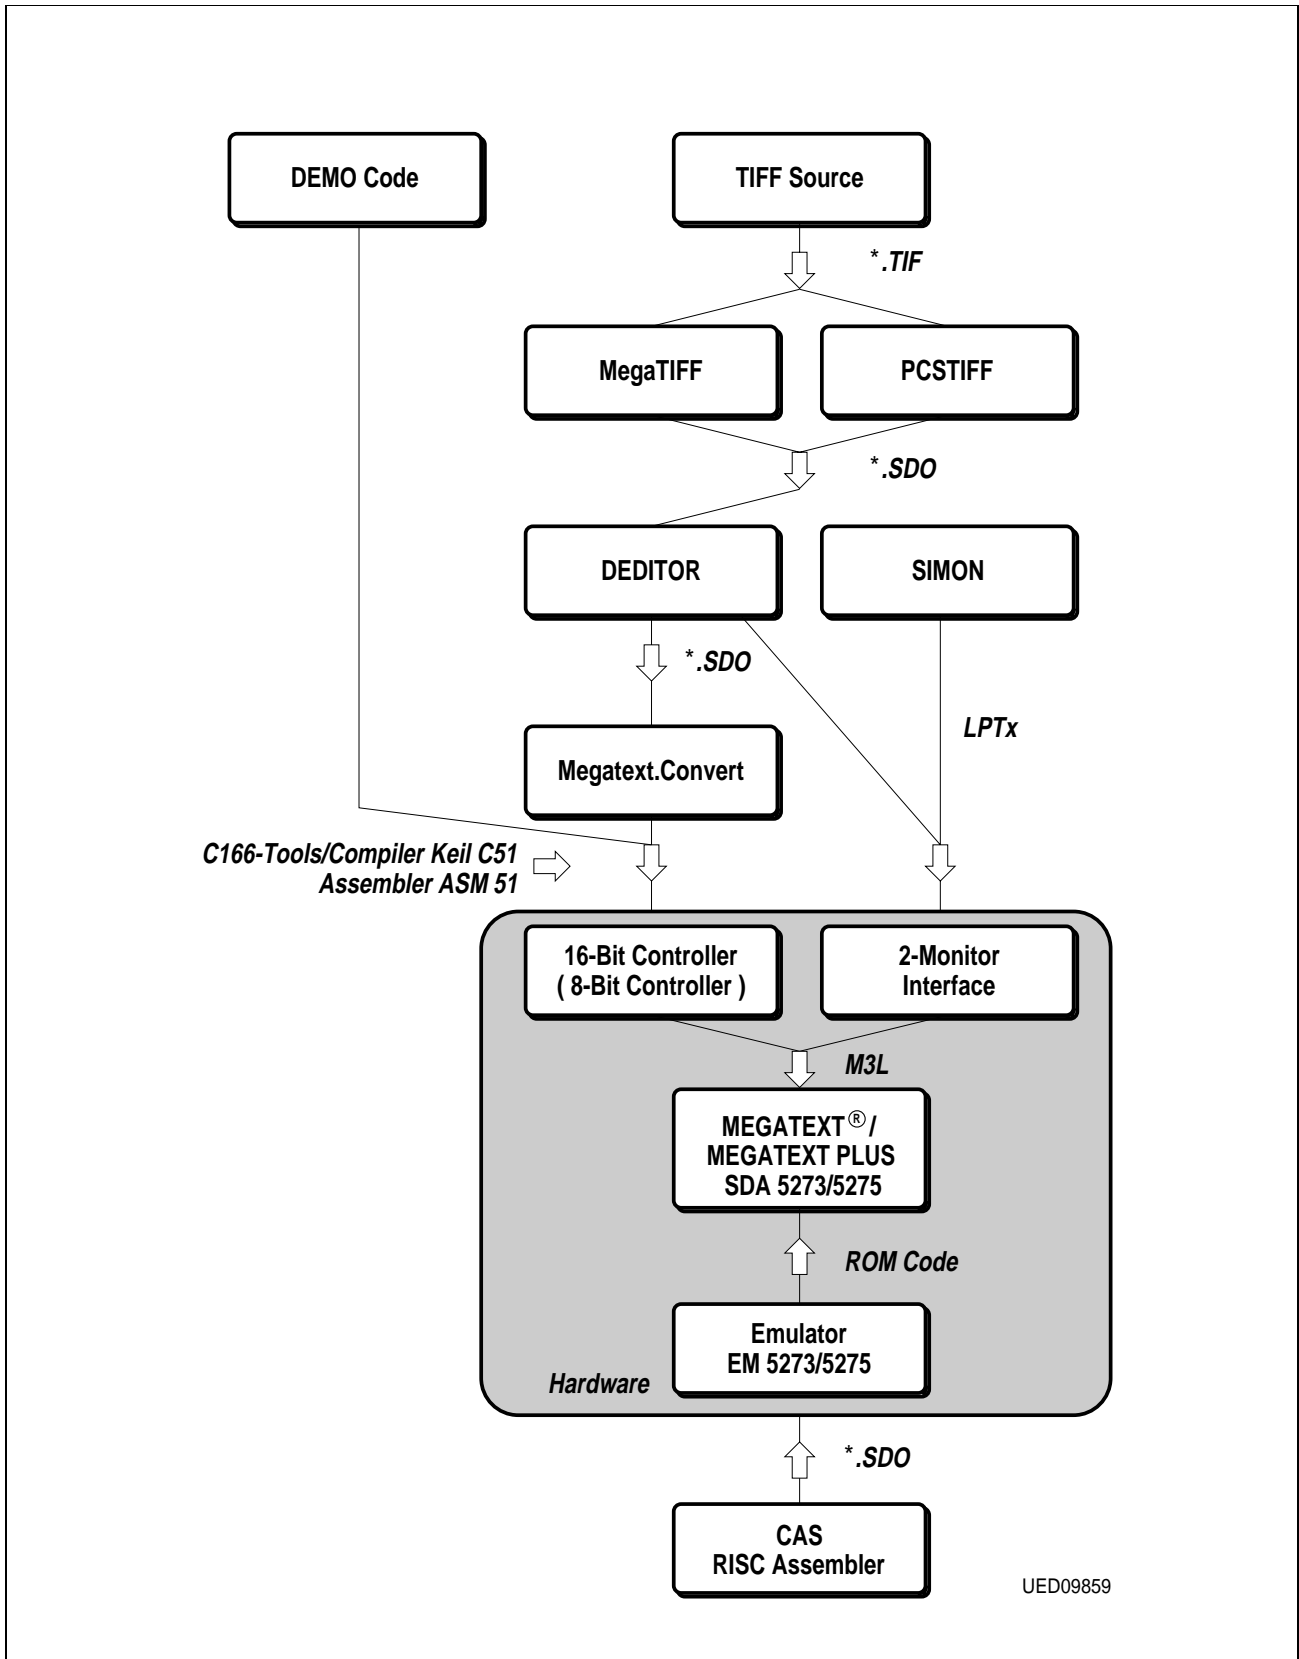 DEMO Code
TIFF Source
*.TIF
MegaTIFF
PCSTIFF
*.SDO
DEDITOR
SIMON
*.SDO
LPTx
Megatext.Convert
C166-Tools/Compiler Keil C51
Assembler ASM 51
16-Bit Controller
( 8-Bit Controller )
2-Monitor
Interface
M3L
MEGATEXT® /
MEGATEXT PLUS
SDA 5273/5275
ROM Code
Emulator
EM 5273/5275
Hardware
*.SDO
CAS
RISC Assembler
UED09859